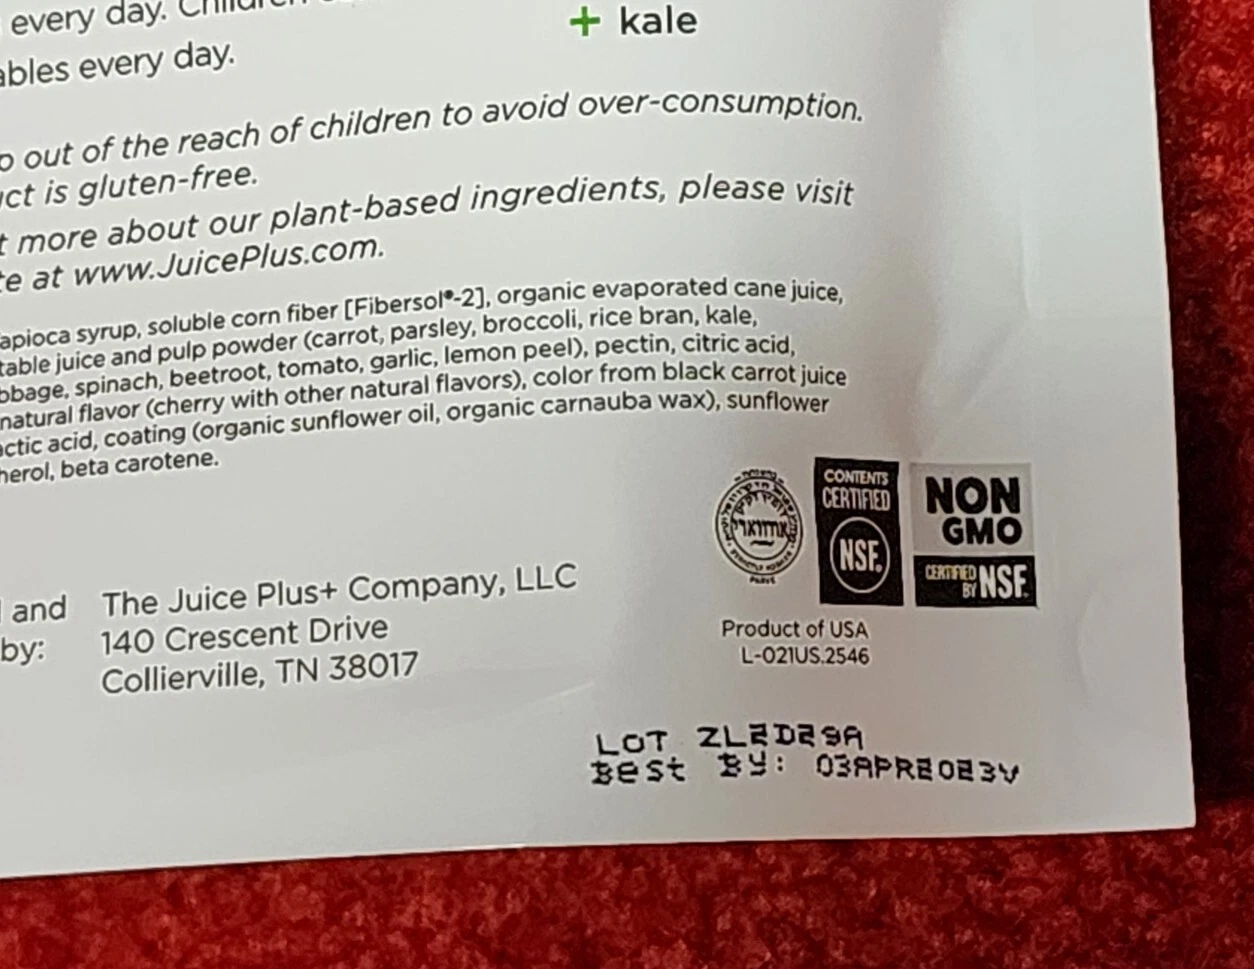 every day. Children
+ kale
ables every day.
out of the reach of children to avoid over-consumption.
uct is gluten-free.
more about our plant-based ingredients, please visit
te at www.JuicePlus.com.
apioca syrup, soluble corn fiber [Fibersol®-2], organic evaporated cane juice,
table juice and pulp powder (carrot, parsley, broccoli, rice bran, kale,
bbage, spinach, beetroot, tomato, garlic, lemon peel), pectin, citric acid,
natural flavor (cherry with other natural flavors), color from black carrot juice
actic acid, coating (organic sunflower oil, organic carnauba wax), sunflower
herol, beta carotene.
CONTENTS
CERTIFIED
NSF®
NON
GMO
CERTIFIED
BY NSF
PARVE
and The Juice Plus+ Company, LLC
by: 140 Crescent Drive
Collierville, TN 38017
Product of USA
L-021US.2546
LOT ZL2D29A
Best By: 03APR2023V